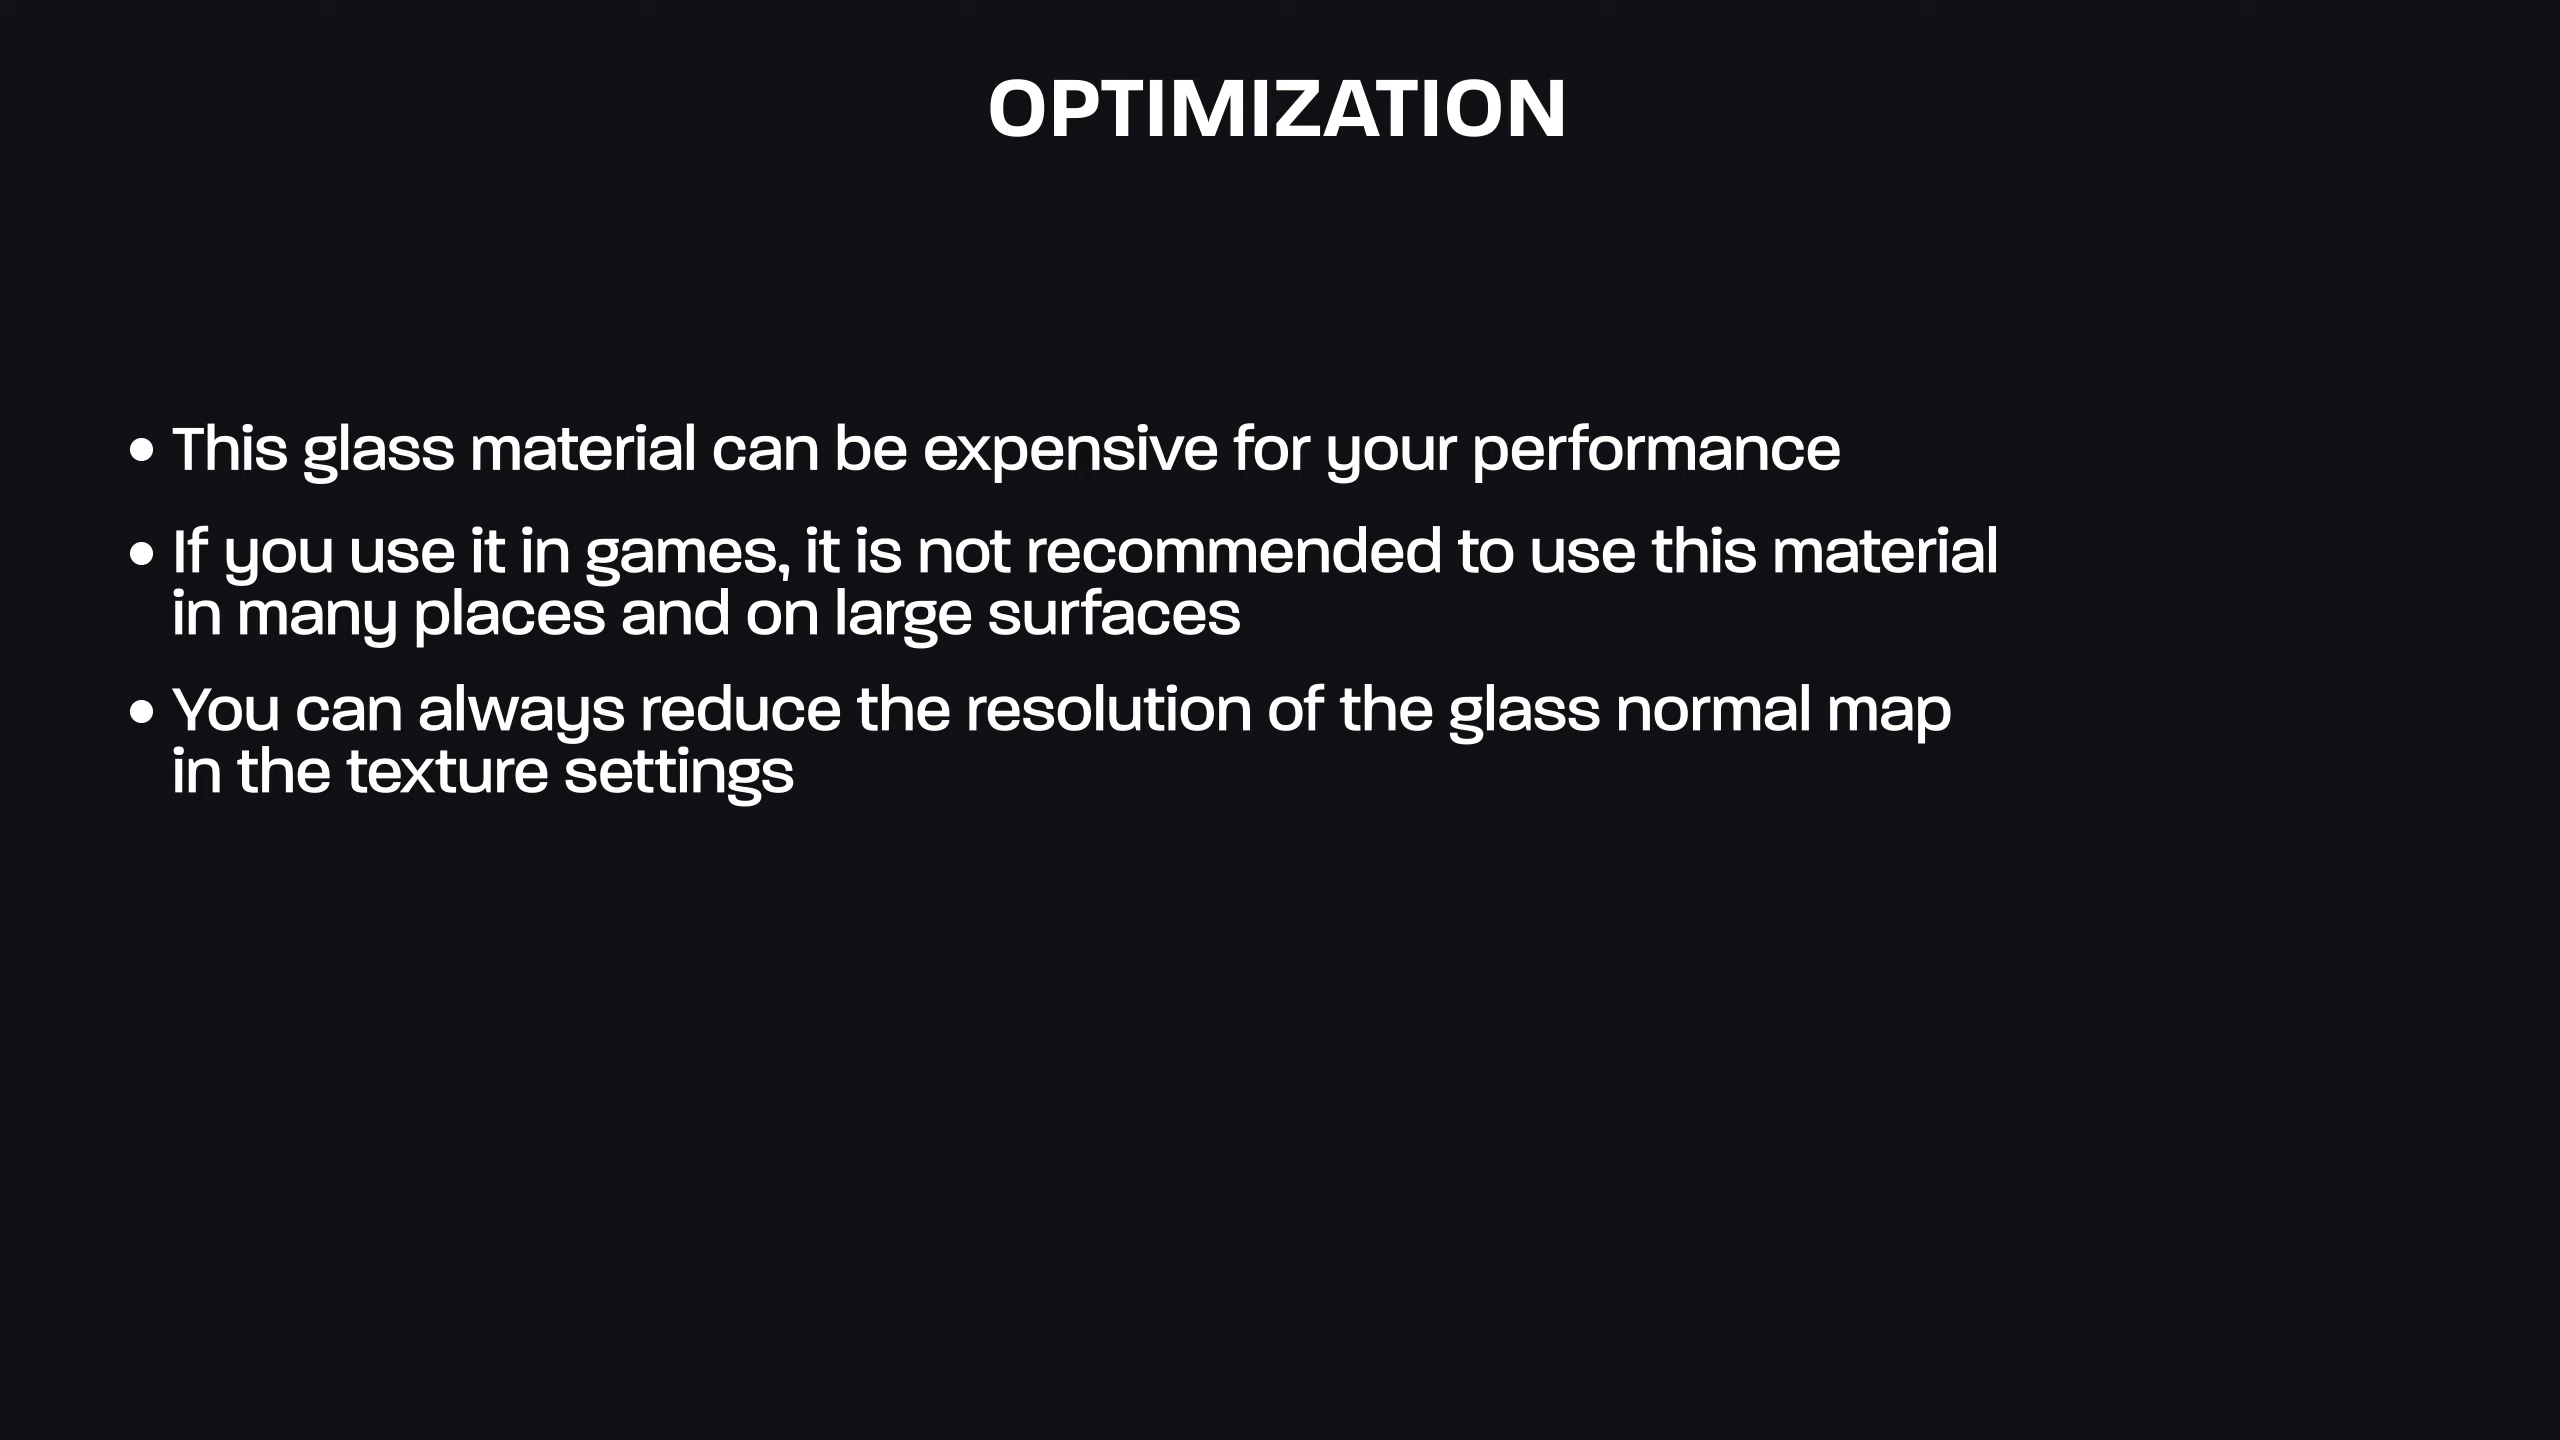 OPTIMIZATION
• This glass material can be expensive for your performance
• If you use it in games, it is not recommended to use this material
in many places and on large surfaces
• You can always reduce the resolution of the glass normal map
in the texture settings